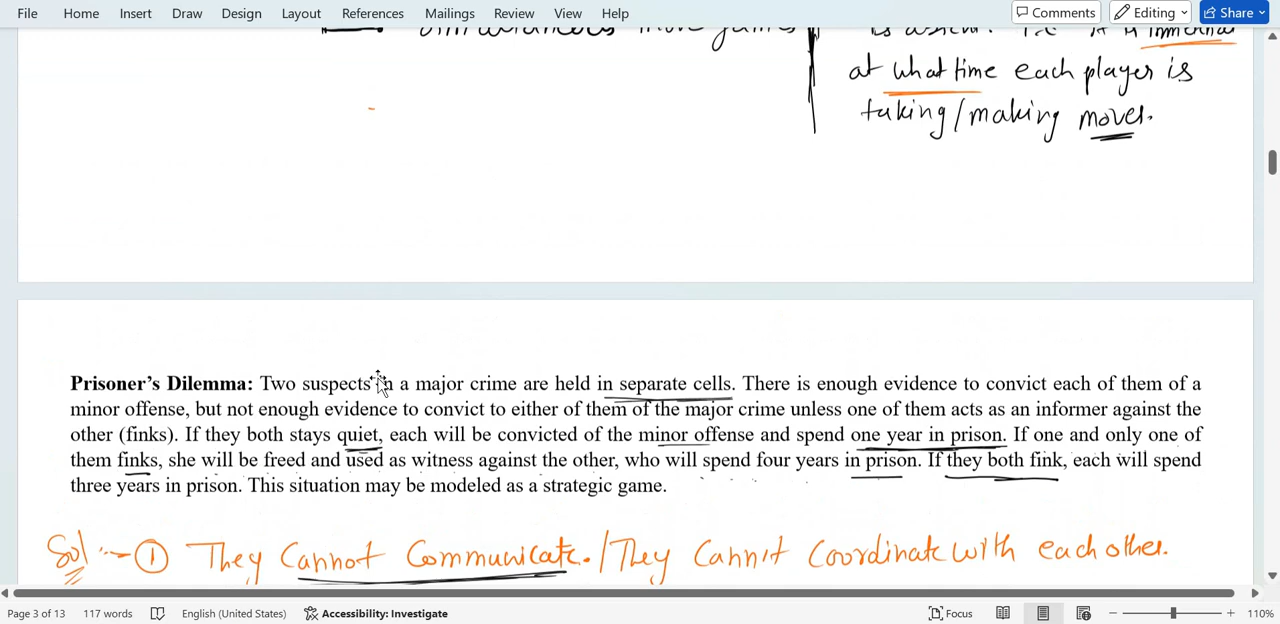 File Home Insert Draw Design Layout References Mailings Review View Help Comments Editing Share
at what time each player is
taking/making moves.
Prisoner's Dilemma: Two suspects in a major crime are held in separate cells. There is enough evidence to convict each of them of a
minor offense, but not enough evidence to convict to either of them of the major crime unless one of them acts as an informer against the
other (finks). If they both stays quiet, each will be convicted of the minor offense and spend one year in prison. If one and only one of
them finks, she will be freed and used as witness against the other, who will spend four years in prison. If they both fink, each will spend
three years in prison. This situation may be modeled as a strategic game.
Sol :- ① They Cannot Communicate. / They Cannot Coordinate with each other.
Page 3 of 13 117 words English (United States) Accessibility: Investigate Focus 110%